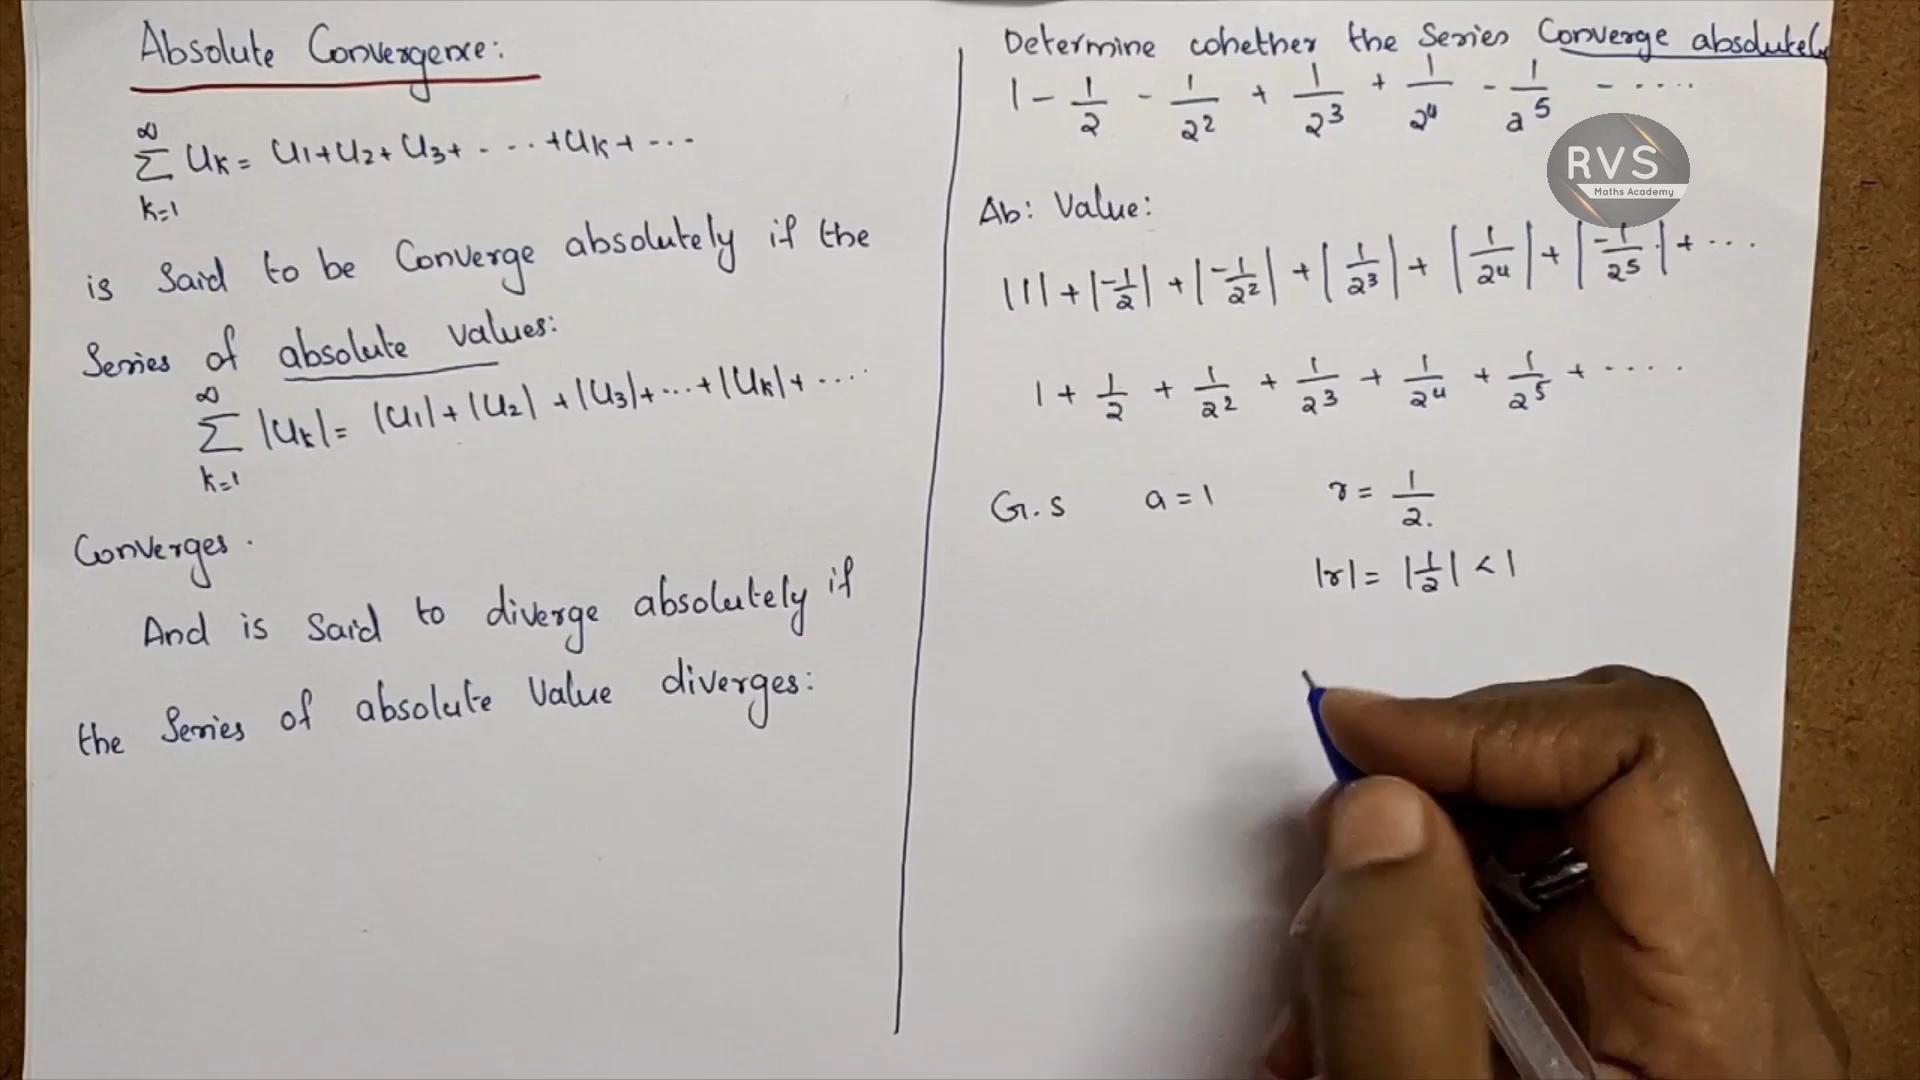 Absolute Convergence:
∞
Σ Uk = U1+U2+U3+ - ... +Uk+ ...
k=1
is Said to be Converge absolutely if the
Series of absolute values:
∞
Σ |Uk| = |U1|+|U2|+|U3|+...+|Uk|+....
k=1
Converges.
And is Said to diverge absolutely if
the Series of absolute Value diverges:
Determine whether the Series Converge absolutely
1 - 1/2 - 1/2² + 1/2³ + 1/2⁴ - 1/2⁵ - .....
RVS
Maths Academy
Ab: Value:
|1| + |-1/2| + |-1/2²| + |1/2³| + |1/2⁴| + |-1/2⁵| + ....
1 + 1/2 + 1/2² + 1/2³ + 1/2⁴ + 1/2⁵ + .....
G.S a = 1 r = 1/2.
|r| = |1/2| < 1